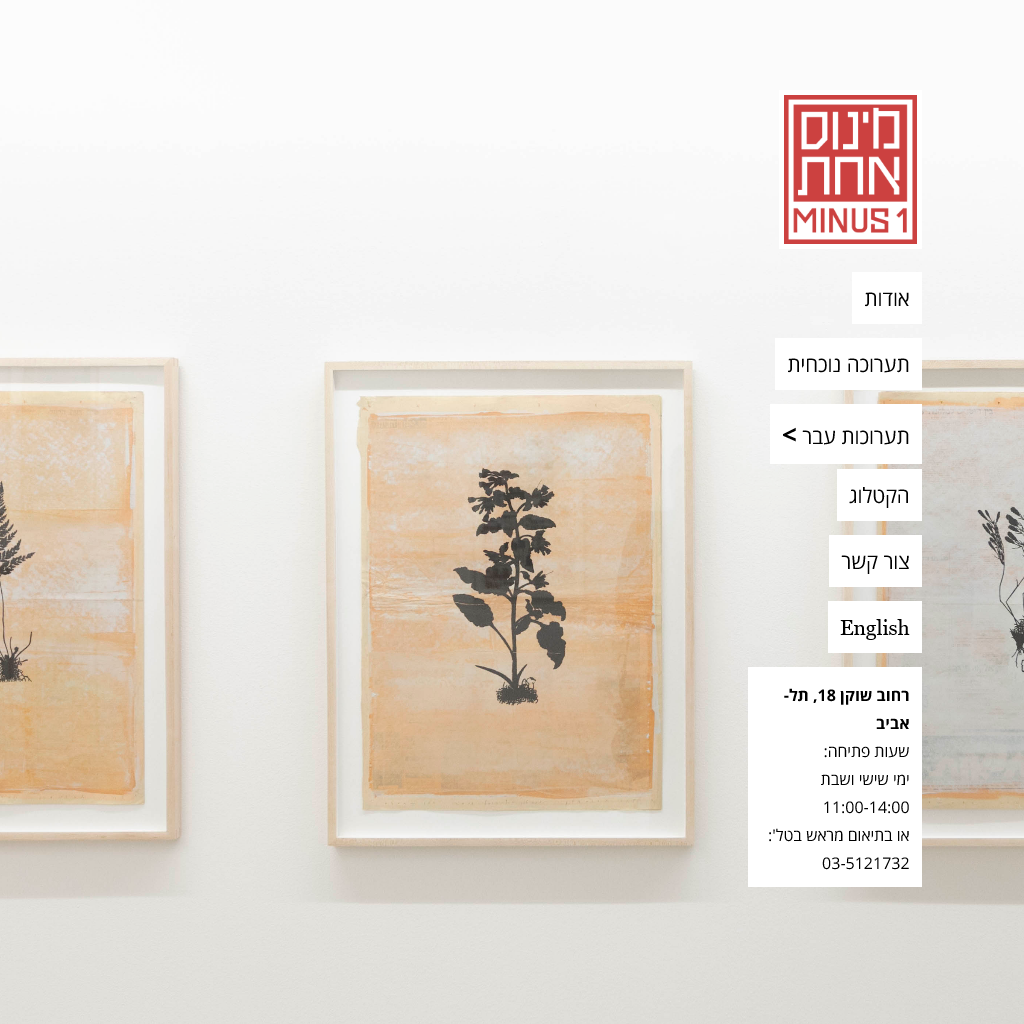 מינוס
אחת
MINUS 1
אודות
תערוכה נוכחית
תערוכות עבר >
הקטלוג
צור קשר
English
רחוב שוקן 18, תל-
אביב
שעות פתיחה:
ימי שישי ושבת
11:00-14:00
או בתיאום מראש בטל':
03-5121732